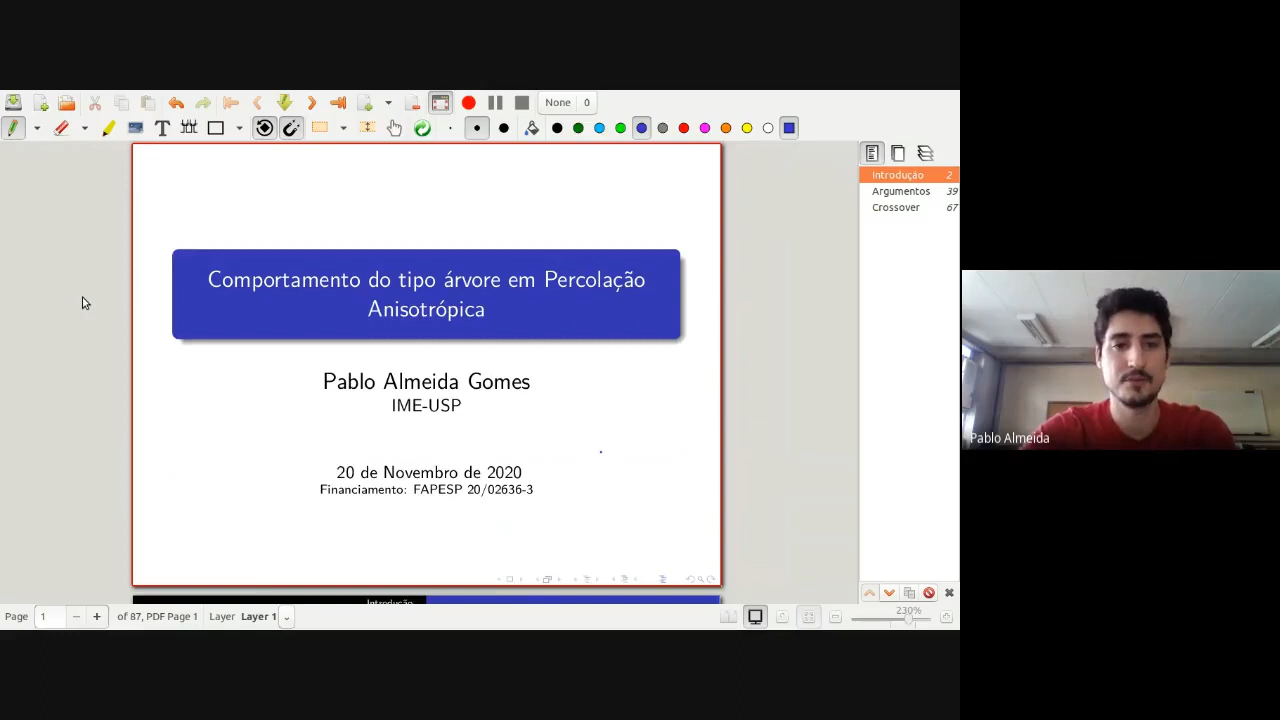 None 0
Comportamento do tipo árvore em Percolação
Anisotrópica
Pablo Almeida Gomes
IME-USP
20 de Novembro de 2020
Financiamento: FAPESP 20/02636-3
Introdução 2
Argumentos 39
Crossover 67
Pablo Almeida
Introdução
Page 1 of 87, PDF Page 1 Layer Layer 1
230%